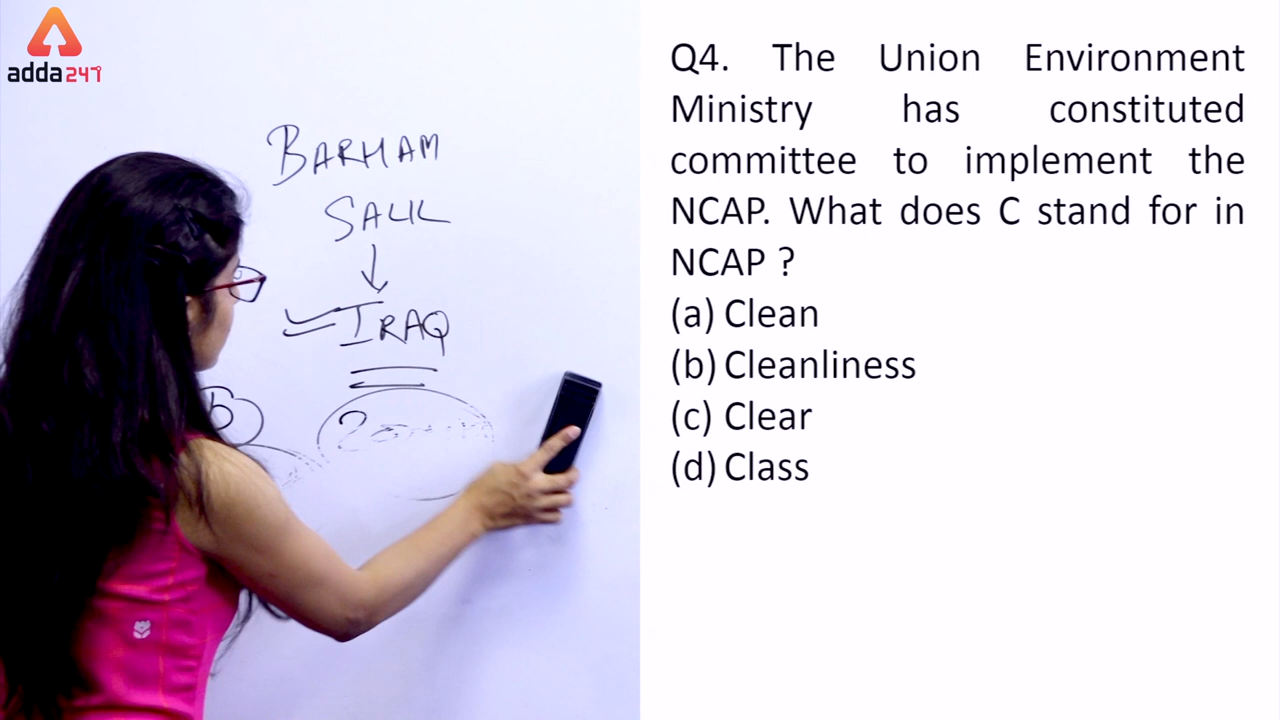 adda247
BARHAM
SALIL
IRAQ
Q4. The Union Environment
Ministry has constituted
committee to implement the
NCAP. What does C stand for in
NCAP ?
(a) Clean
(b) Cleanliness
(c) Clear
(d) Class